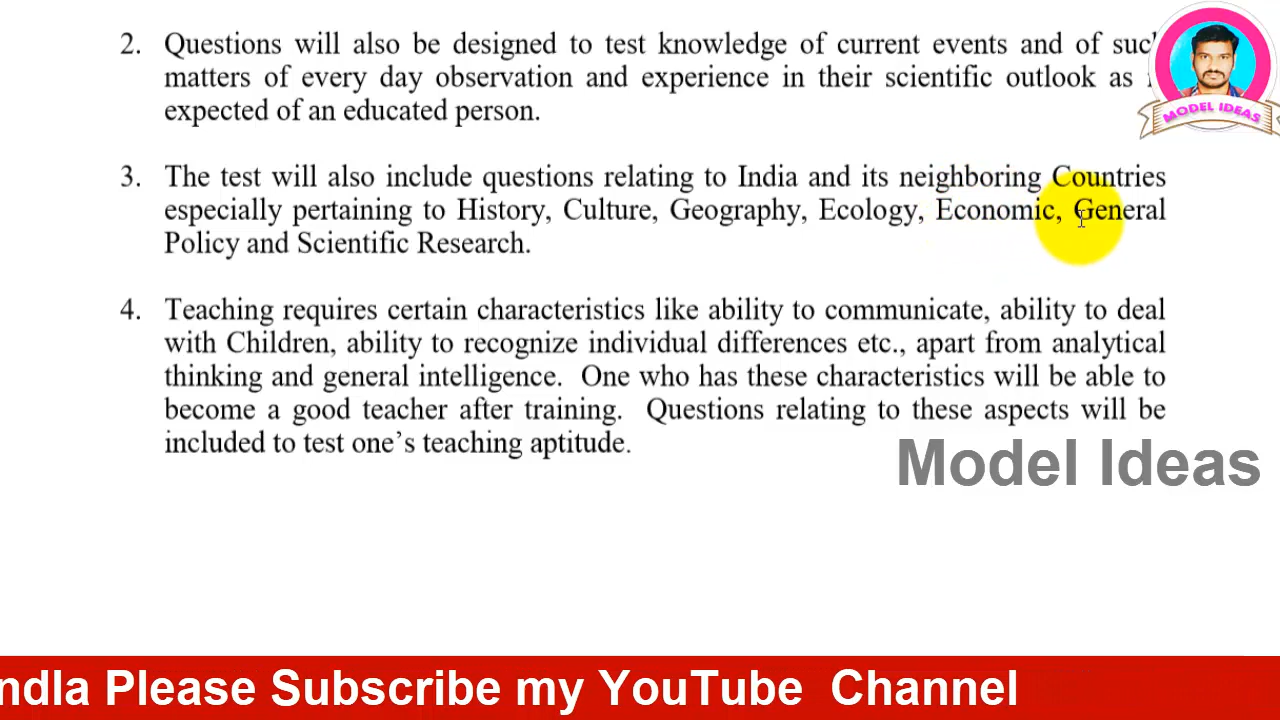 2. Questions will also be designed to test knowledge of current events and of such
matters of every day observation and experience in their scientific outlook as
expected of an educated person.
3. The test will also include questions relating to India and its neighboring Countries
especially pertaining to History, Culture, Geography, Ecology, Economic, General
Policy and Scientific Research.
4. Teaching requires certain characteristics like ability to communicate, ability to deal
with Children, ability to recognize individual differences etc., apart from analytical
thinking and general intelligence. One who has these characteristics will be able to
become a good teacher after training. Questions relating to these aspects will be
included to test one’s teaching aptitude.
MODEL IDEAS
Model Ideas
Please Subscribe my YouTube Channel